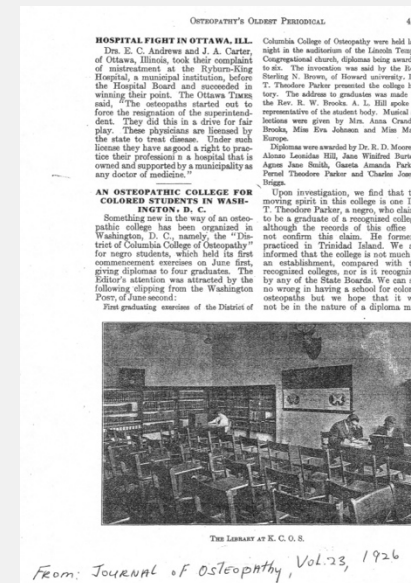 OSTEOPATHY'S OLDEST PERIODICAL 4
HOSPITAL FIGHT IN OTTAWA, ILL.
Drs. E. C. Andrews and J. A. Carter,
of Ottawa, Illinois, took their complaint
of mistreatment at the Ryburn-King
Hospital, a municipal institution, before
the Hospital Board and succeeded in
winning their point. The OTTAWA TIMES
said, "The osteopaths started out to
force the resignation of the superintend-
dent. They did this in a drive for fair
play. These physicians are licensed by
the state to treat disease. Under such
license they have as good a right to prac-
tice their professioni n a hospital that is
owned and supported by a municipality as
any doctor of medicine."
AN OSTEOPATHIC COLLEGE FOR
COLORED STUDENTS IN WASH-
INGTON, D. C.
Something new in the way of an osteo-
pathic college has been organised in
Washington, D. C., namely, the "Dis-
trict of Columbia College of Osteopathy"
for negro students, which held its first
commencement exercises on June first,
giving diplomas to four graduates. The
Editor's attention was attracted by the
following clipping from the Washington
POST, of June second:
First graduating exercises of the District of
Columbia College of Osteopathy were held l
night in the auditorium of the Lincoln Temp
Congregational church, diplomas being award
to six. The invocation was said by the R
Sterling N. Brown, of Howard university. D
T. Theodore Parker presented the college h
tory. The address to graduates was made
the Rev. R. W. Brooks. A. L. Hill spoke
representative of the student body. Musical
lections were given by Mrs. Anna Crand
Brooks, Miss Eva Johnson and Miss M
Europe.
Diplomas were awarded by Dr. R. D. Moore
Alonzo Leonidas Hill, Jane Winifred Burt
Agnes Jane Smith, Gazeta Amanda Park
Pernel Theodore Parker and Charles Jose
Briggs.
Upon investigation, we find that t
moving spirit in this college is one D
T. Theodore Parker, a negro, who clai
to be a graduate of a recognized colleg
although the records of this office
not confirm this claim. He former
practiced in Trinidad Island. We a
informed that the college is not much
an establishment, compared with t
recognized colleges, nor is it recogniz
by any of the State Boards. We can s
no wrong in having a school for color
osteopaths but we hope that it w
not be in the nature of a diploma m
THE LIBRARY AT K. C. O. S.
From: Journal of Osteopathy, Vol. 23, 1926